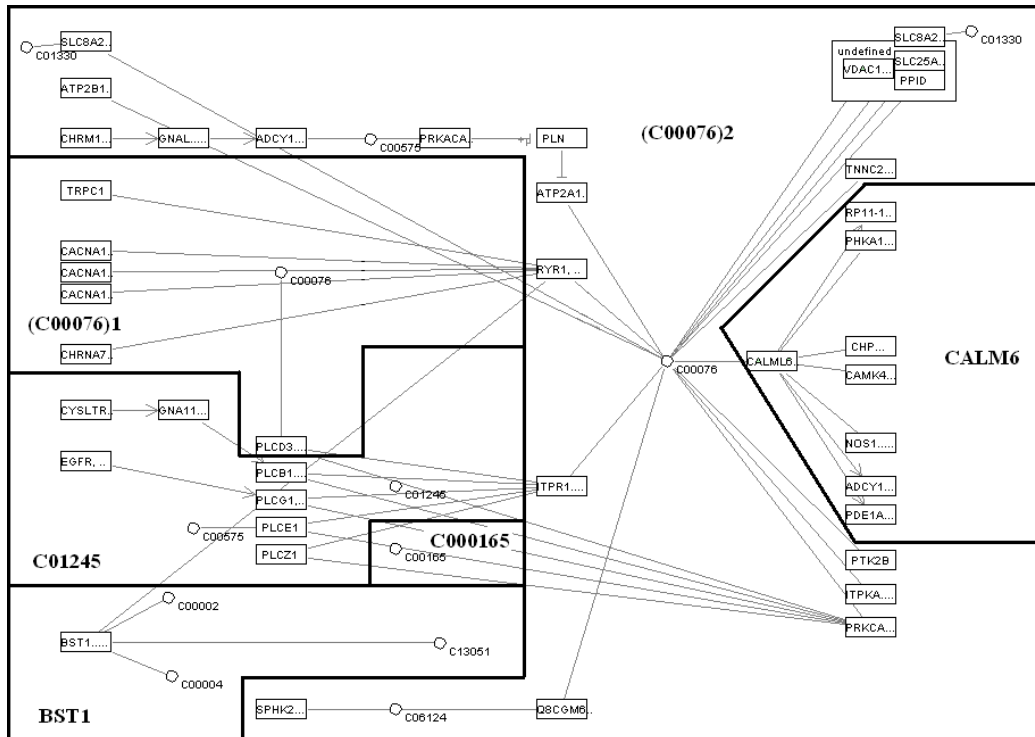 SLC8A2..
C01330
SLC8A2..
C01330
undefined
SLC25A..
VDAC1...
PPID
ATP2B1.
CHRM1...
GNAL.....
ADCY1...
C00575
PRKACA..
PLN
(C00076)2
TNNC2...
TRPC1
ATP2A1.
RP11-1..
PHKA1...
CACNA1.
CACNA1.
CACNA1.
C00076
RYR1, ..
(C00076)1
CHRNA7..
C00076
CALML6..
CHP...
CAMK4...
CALM6
CYSLTR..
GNA11...
PLCD3....
NOS1.....
EGFR, ..
PLCB1....
PLCG1,..
C01245
ITPR1....
ADCY1...
PDE1A...
C00575
PLCE1
C000165
C01245
PLCZ1
C00165
PTK2B
ITPKA....
C00002
PRKCA...
BST1.....
C13051
C00004
BST1
SPHK2...
C06124
Q8CGM6..